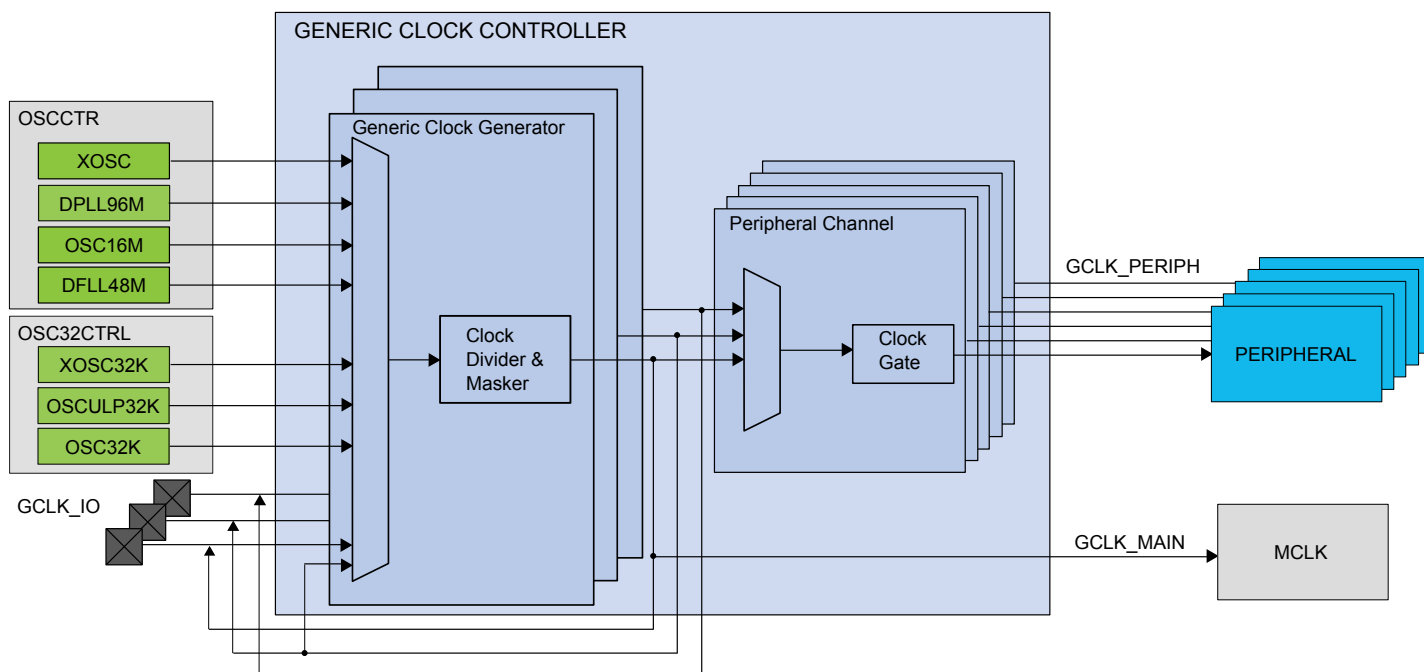 GENERIC CLOCK CONTROLLER
OSCCTR
XOSC
DPLL96M
OSC16M
DFLL48M
OSC32CTRL
XOSC32K
OSCULP32K
OSC32K
GCLK_IO
Generic Clock Generator
Clock
Divider &
Masker
Peripheral Channel
Clock
Gate
GCLK_PERIPH
PERIPHERAL
GCLK_MAIN
MCLK